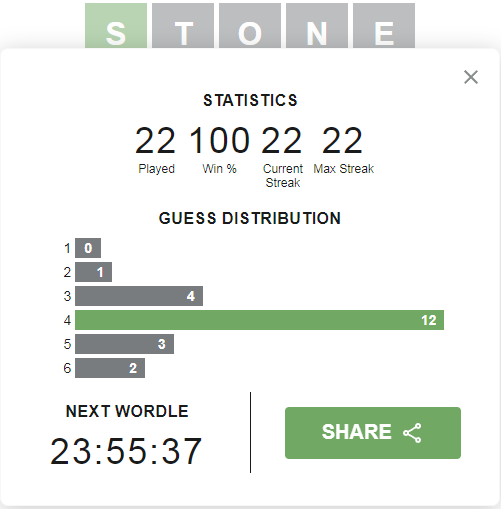 STONE
STATISTICS
22 100 22 22
Played Win % Current Streak Max Streak
GUESS DISTRIBUTION
1 0
2 1
3 4
4 12
5 3
6 2
NEXT WORDLE
23:55:37
SHARE